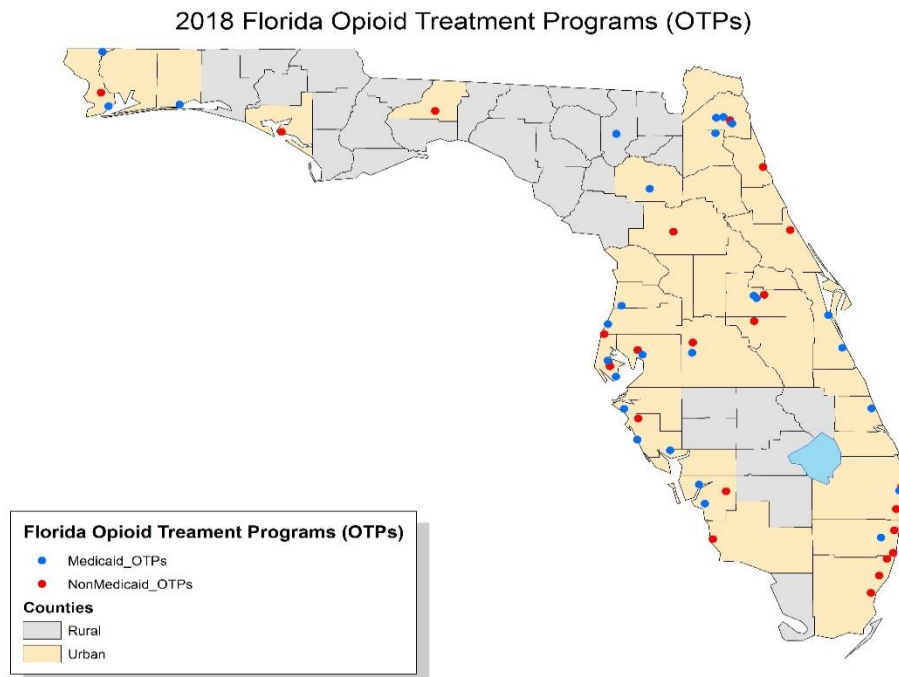 2018 Florida Opioid Treatment Programs (OTPs)
Florida Opioid Treament Programs (OTPs)
Medicaid_OTPs
NonMedicaid_OTPs
Counties
Rural
Urban